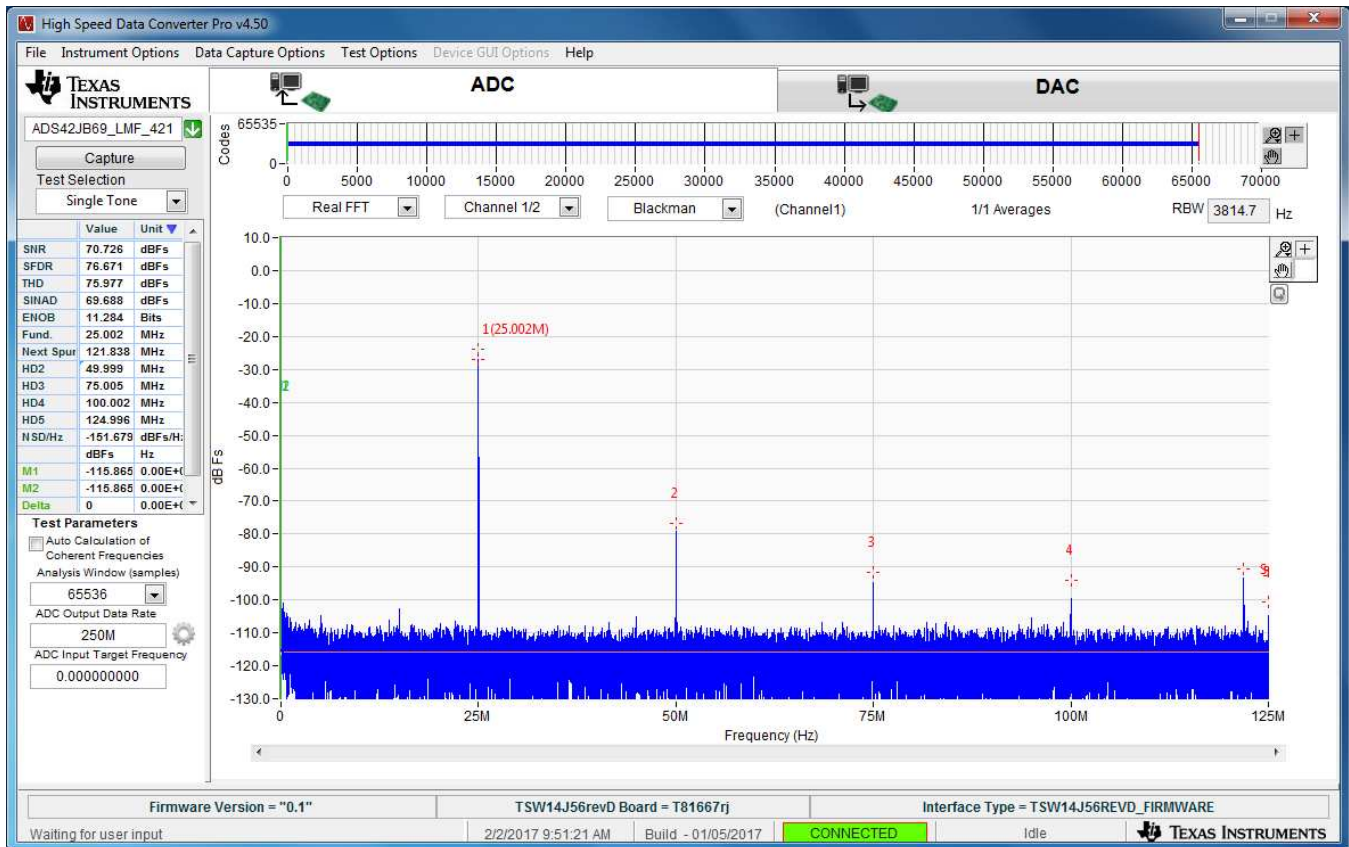 High Speed Data Converter Pro v4.50
File Instrument Options Data Capture Options Test Options Device GUI Options Help
TEXAS INSTRUMENTS
ADC
DAC
ADS42JB69_LMF_421
Capture
Test Selection
Single Tone
Value Unit
SNR 70.726 dBFs
SFDR 76.671 dBFs
THD 75.977 dBFs
SINAD 69.688 dBFs
ENOB 11.284 Bits
Fund. 25.002 MHz
Next Spur 121.838 MHz
HD2 49.999 MHz
HD3 75.005 MHz
HD4 100.002 MHz
HD5 124.996 MHz
NSD/Hz -151.679 dBFs/H
dBFs Hz
M1 -115.865 0.00E+(
M2 -115.865 0.00E+(
Delta 0 0.00E+(
Test Parameters
Auto Calculation of
Coherent Frequencies
Analysis Window (samples)
65536
ADC Output Data Rate
250M
ADC Input Target Frequency
0.000000000
Codes
65535
0
0 5000 10000 15000 20000 25000 30000 35000 40000 45000 50000 55000 60000 65000 70000
Real FFT Channel 1/2 Blackman (Channel1) 1/1 Averages RBW 3814.7 Hz
10.0
0.0
-10.0
-20.0
-30.0
-40.0
-50.0
-60.0
-70.0
-80.0
-90.0
-100.0
-110.0
-120.0
-130.0
dBFs
1(25.002M)
2
3
4
0 25M 50M 75M 100M 125M
Frequency (Hz)
Firmware Version = "0.1" TSW14J56revD Board = T81667rj Interface Type = TSW14J56REVD_FIRMWARE
Waiting for user input 2/2/2017 9:51:21 AM Build - 01/05/2017 CONNECTED Idle TEXAS INSTRUMENTS